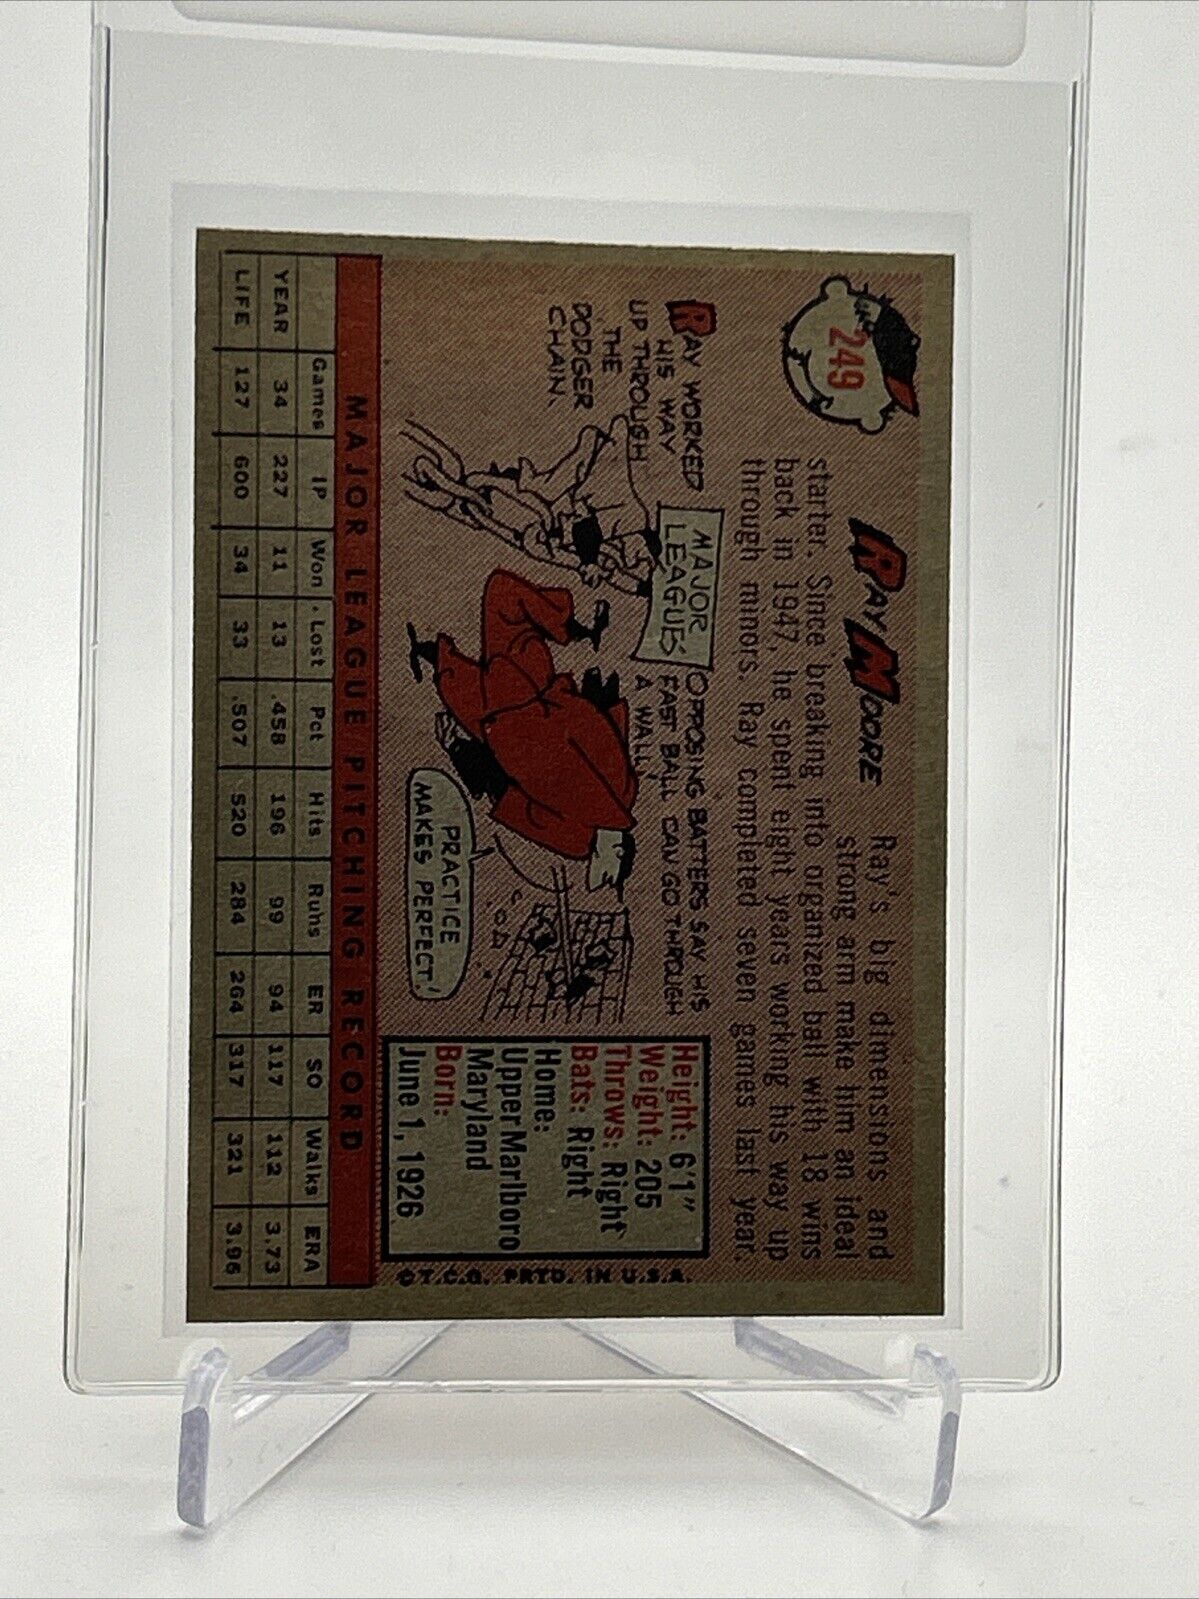 249
RAY MOORE
Ray's big dimensions and
strong arm make him an ideal
starter. Since breaking into organized ball with 18 wins
back in 1947, he spent eight years working his way up
through minors. Ray completed seven games last year.
RAY WORKED
HIS WAY
UP THROUGH
THE
DODGER
CHAIN.
MAJOR
LEAGUE
OPPOSING BATTERS SAY HIS
FAST BALL CAN GO THROUGH
A WALL.
PRACTICE
MAKES PERFECT!
Height: 6'1"
Weight: 205
Throws: Right
Bats: Right
Home:
Upper Marlboro
Maryland
Born:
June 1, 1926
©T.C.G. PRTD. IN U.S.A.
MAJOR LEAGUE PITCHING RECORD
Games IP Won Lost Pct Hits Runs ER SO Walks ERA
YEAR 34 227 11 13 .458 196 99 94 117 112 3.73
LIFE 127 600 34 33 .507 520 284 264 317 321 3.96